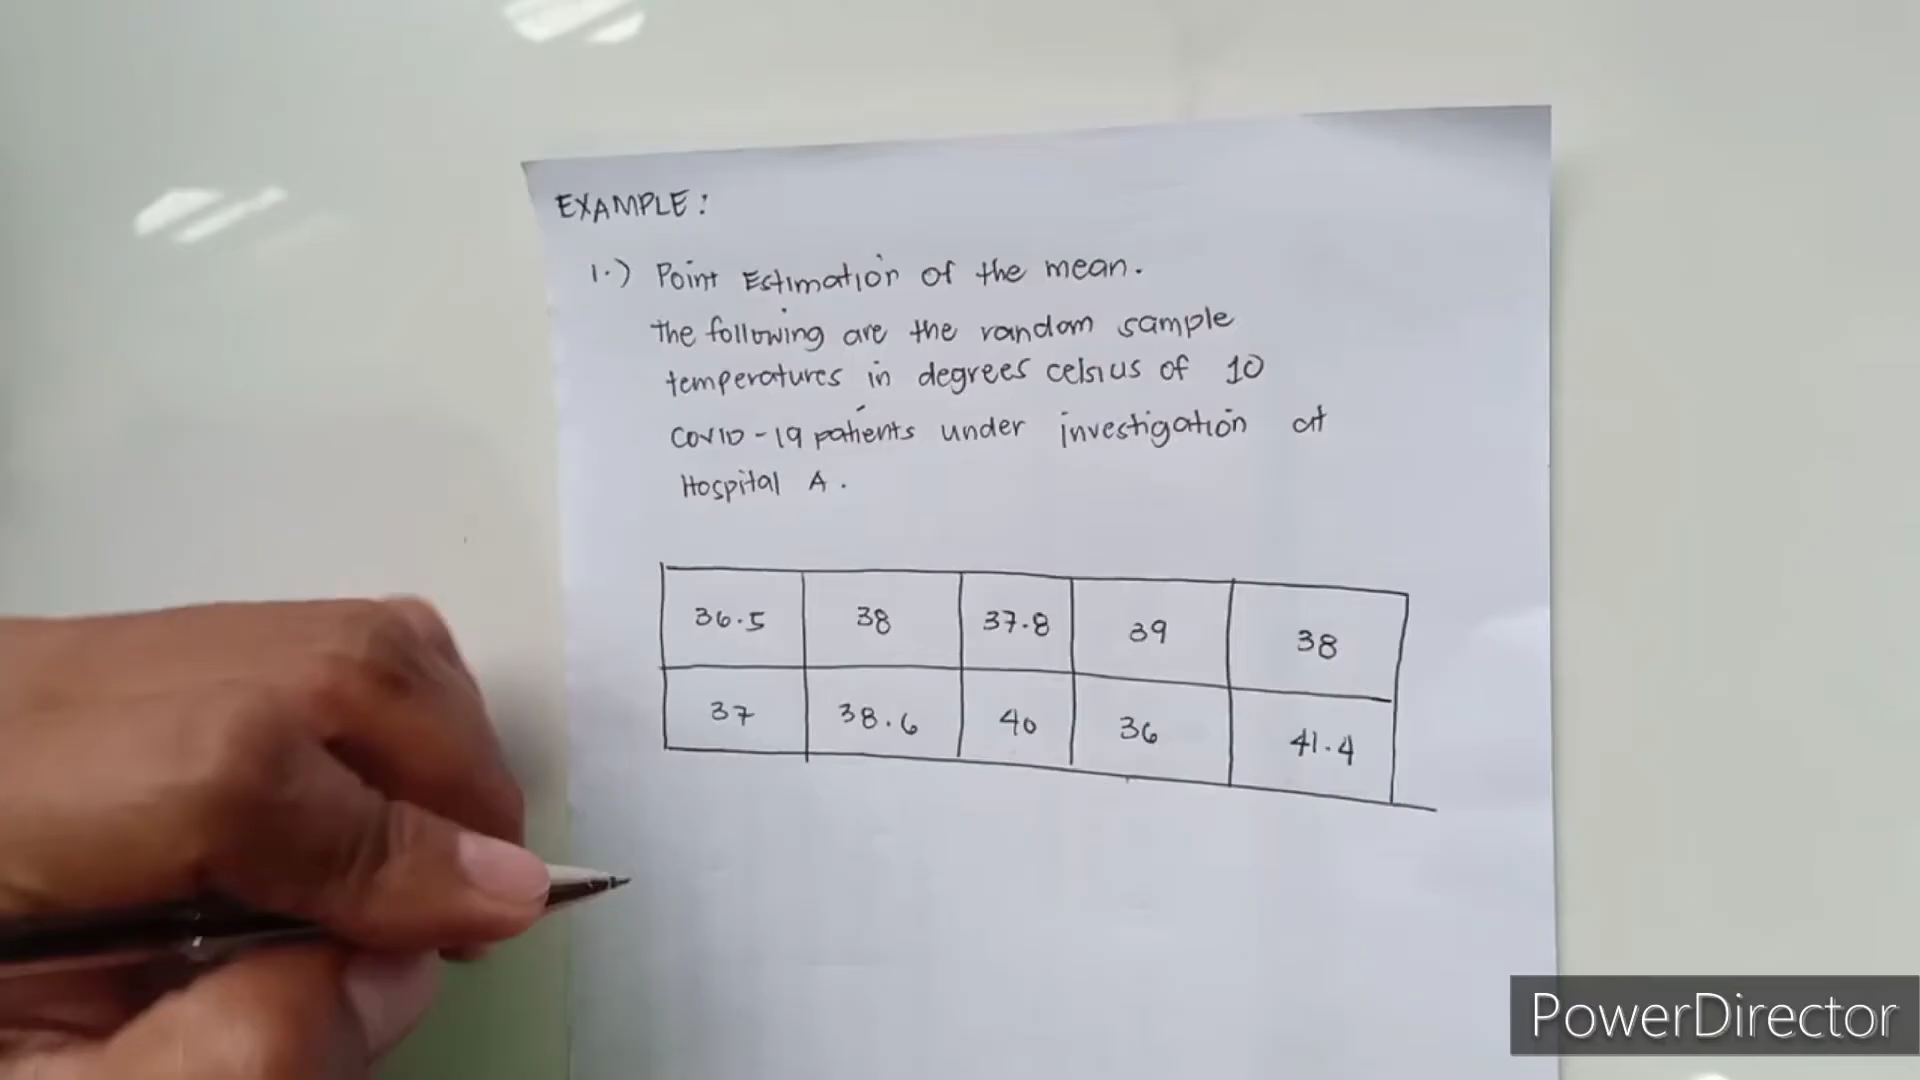 EXAMPLE:
1.) Point Estimation of the mean.
The following are the random sample
temperatures in degrees celsius of 10
COVID-19 patients under investigation at
Hospital A.
36.5 38 37.8 39 38
37 38.6 40 36 41.4
PowerDirector